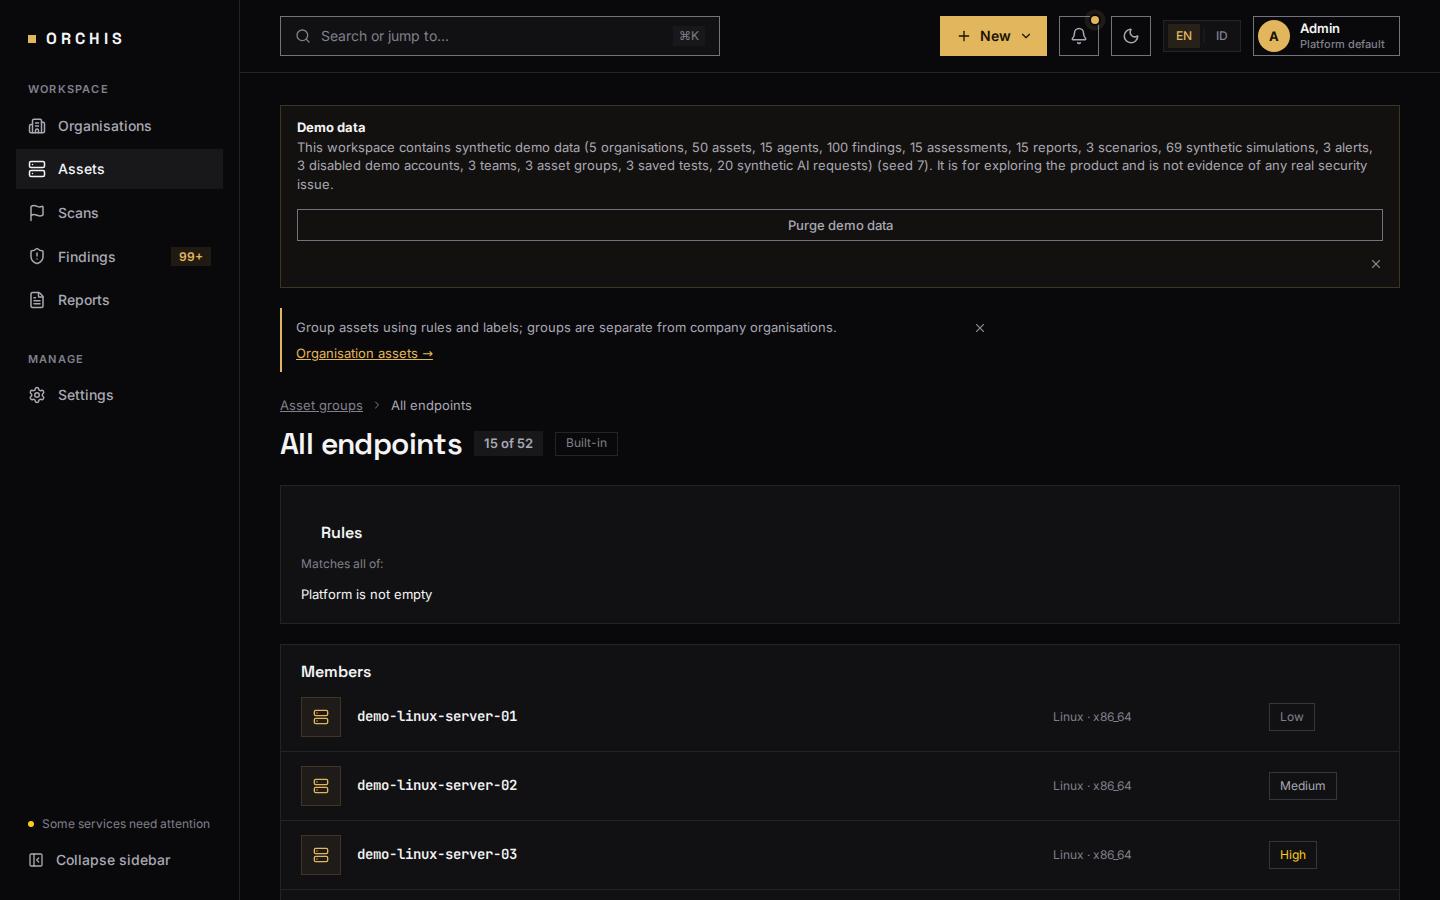 ORCHIS
Search or jump to...
⌘K
New
EN
ID
A
Admin
Platform default
WORKSPACE
Organisations
Assets
Scans
Findings
99+
Reports
MANAGE
Settings
Some services need attention
Collapse sidebar
Demo data
This workspace contains synthetic demo data (5 organisations, 50 assets, 15 agents, 100 findings, 15 assessments, 15 reports, 3 scenarios, 69 synthetic simulations, 3 alerts,
3 disabled demo accounts, 3 teams, 3 asset groups, 3 saved tests, 20 synthetic AI requests) (seed 7). It is for exploring the product and is not evidence of any real security
issue.
Purge demo data
Group assets using rules and labels; groups are separate from company organisations.
Organisation assets →
Asset groups > All endpoints
All endpoints
15 of 52
Built-in
Rules
Matches all of:
Platform is not empty
Members
demo-linux-server-01
Linux · x86_64
Low
demo-linux-server-02
Linux · x86_64
Medium
demo-linux-server-03
Linux · x86_64
High